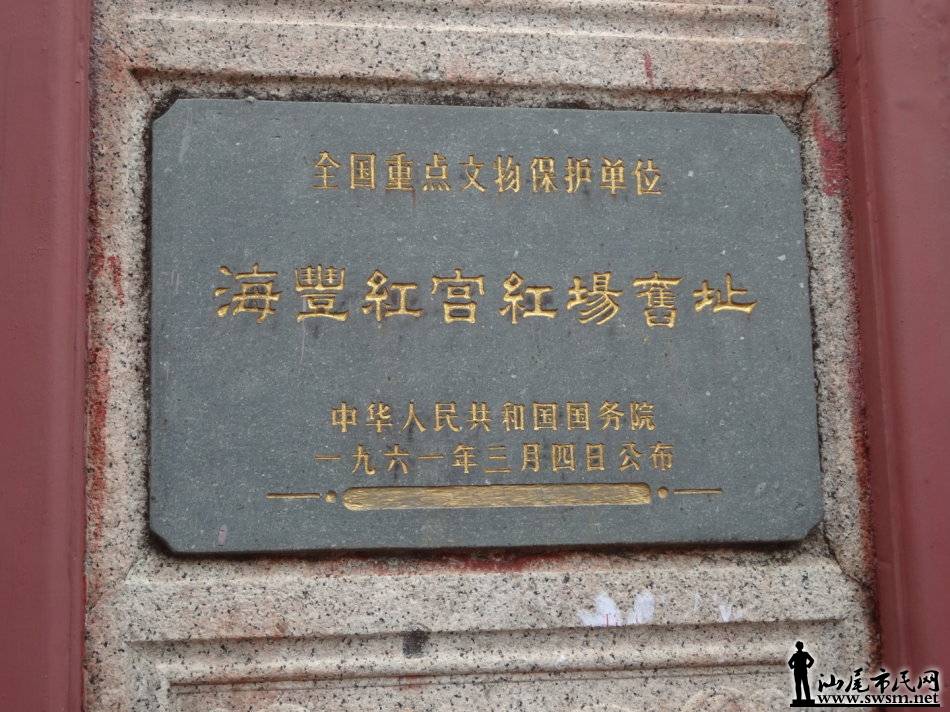 全国重点文物保护单位
海豐紅宫紅場舊址
中华人民共和国国务院
一九六一年三月四日公布
汕尾市民网
www.swsm.net